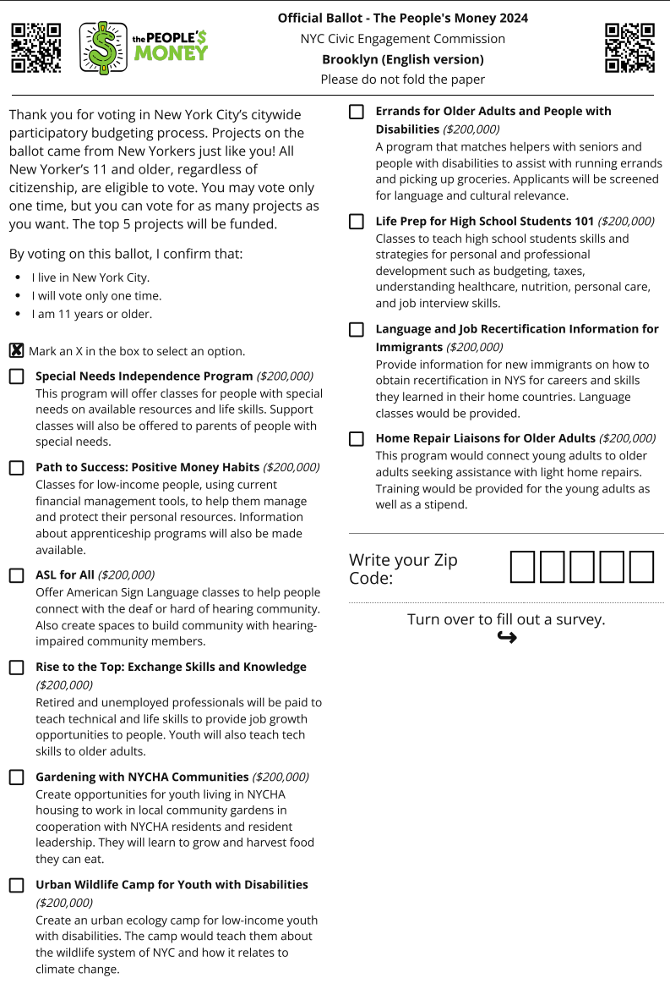 the PEOPLE'S
MONEY
Official Ballot - The People's Money 2024
NYC Civic Engagement Commission
Brooklyn (English version)
Please do not fold the paper
Thank you for voting in New York City's citywide
participatory budgeting process. Projects on the
ballot came from New Yorkers just like you! All
New Yorker's 11 and older, regardless of
citizenship, are eligible to vote. You may vote only
one time, but you can vote for as many projects as
you want. The top 5 projects will be funded.
By voting on this ballot, I confirm that:
• I live in New York City.
• I will vote only one time.
• I am 11 years or older.
Mark an X in the box to select an option.
Special Needs Independence Program ($200,000)
This program will offer classes for people with special
needs on available resources and life skills. Support
classes will also be offered to parents of people with
special needs.
Path to Success: Positive Money Habits ($200,000)
Classes for low-income people, using current
financial management tools, to help them manage
and protect their personal resources. Information
about apprenticeship programs will also be made
available.
ASL for All ($200,000)
Offer American Sign Language classes to help people
connect with the deaf or hard of hearing community.
Also create spaces to build community with hearing-
impaired community members.
Rise to the Top: Exchange Skills and Knowledge
($200,000)
Retired and unemployed professionals will be paid to
teach technical and life skills to provide job growth
opportunities to people. Youth will also teach tech
skills to older adults.
Gardening with NYCHA Communities ($200,000)
Create opportunities for youth living in NYCHA
housing to work in local community gardens in
cooperation with NYCHA residents and resident
leadership. They will learn to grow and harvest food
they can eat.
Urban Wildlife Camp for Youth with Disabilities
($200,000)
Create an urban ecology camp for low-income youth
with disabilities. The camp would teach them about
the wildlife system of NYC and how it relates to
climate change.
Errands for Older Adults and People with
Disabilities ($200,000)
A program that matches helpers with seniors and
people with disabilities to assist with running errands
and picking up groceries. Applicants will be screened
for language and cultural relevance.
Life Prep for High School Students 101 ($200,000)
Classes to teach high school students skills and
strategies for personal and professional
development such as budgeting, taxes,
understanding healthcare, nutrition, personal care,
and job interview skills.
Language and Job Recertification Information for
Immigrants ($200,000)
Provide information for new immigrants on how to
obtain recertification in NYS for careers and skills
they learned in their home countries. Language
classes would be provided.
Home Repair Liaisons for Older Adults ($200,000)
This program would connect young adults to older
adults seeking assistance with light home repairs.
Training would be provided for the young adults as
well as a stipend.
Write your Zip
Code:
Turn over to fill out a survey.